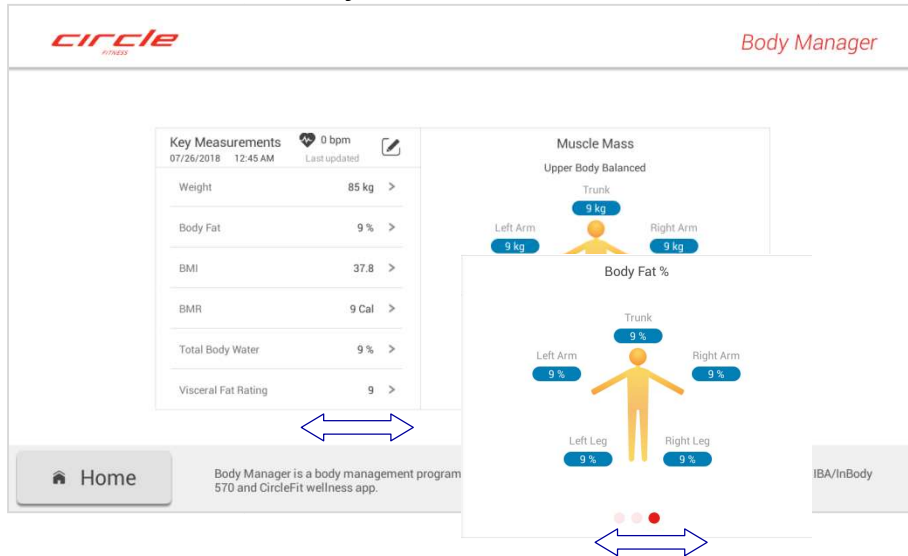 circle
FITNESS
Body Manager
Key Measurements
0 bpm
07/26/2018 12:45 AM
Last updated
Weight 85 kg >
Body Fat 9 % >
BMI 37.8 >
BMR 9 Cal >
Total Body Water 9 % >
Visceral Fat Rating 9 >
Muscle Mass
Upper Body Balanced
Trunk
9 kg
Left Arm Right Arm
9 kg 9 kg
Body Fat %
Trunk
9 %
Left Arm Right Arm
9 % 9 %
Left Leg Right Leg
9 % 9 %
Home
Body Manager is a body management program
IBA/InBody
570 and CircleFit wellness app.